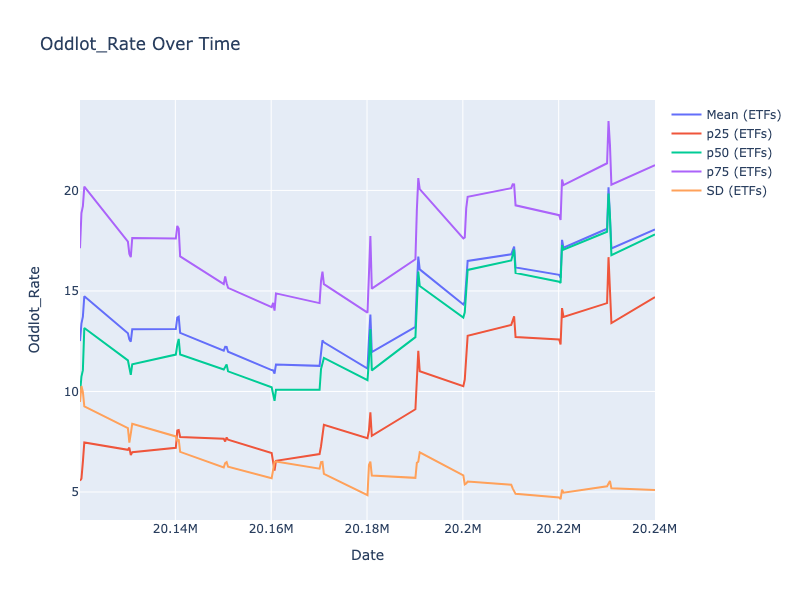 Oddlot_Rate Over Time
Mean (ETFs)
p25 (ETFs)
p50 (ETFs)
p75 (ETFs)
SD (ETFs)
Oddlot_Rate
20
15
10
5
20.14M
20.16M
20.18M
20.2M
20.22M
20.24M
Date